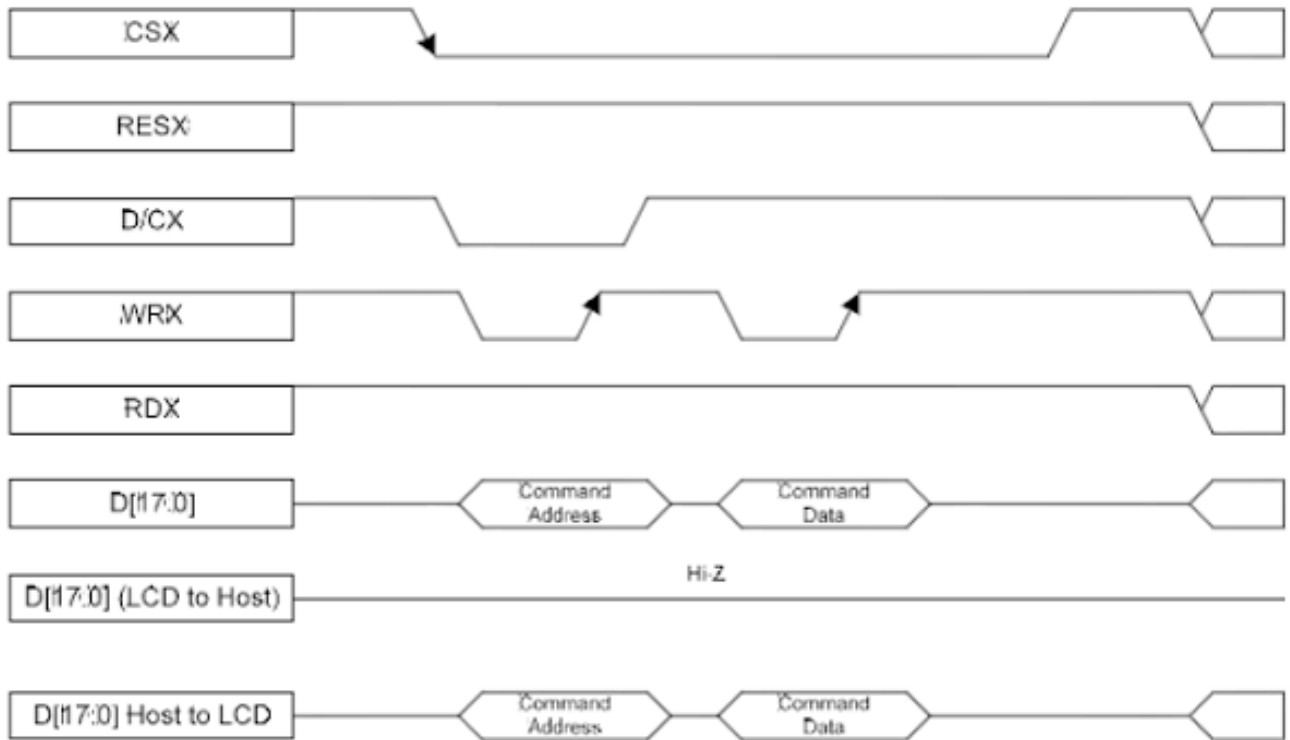 CSX
RESX
D/CX
WRX
RDX
D[17:0]
Command
Address
Command
Data
Hi-Z
D[17:0] (LCD to Host)
D[17:0] Host to LCD
Command
Address
Command
Data